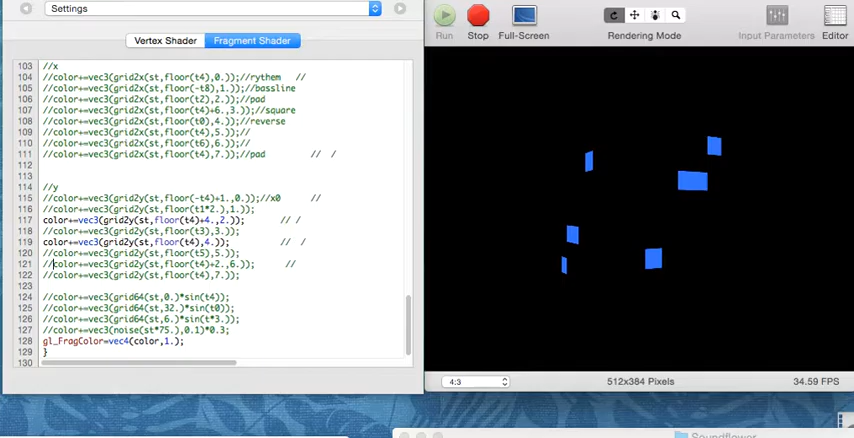 Settings
Vertex Shader
Fragment Shader
Run
Stop
Full-Screen
Rendering Mode
Input Parameters
Editor
103 //x
104 //color+=vec3(grid2x(st,floor(t4),0.));//rythem //
105 //color+=vec3(grid2x(st,floor(-t8),1.));//bassline
106 //color+=vec3(grid2x(st,floor(t2),2.));//pad
107 //color+=vec3(grid2x(st,floor(t4)+6.,3.));//square
108 //color+=vec3(grid2x(st,floor(t0),4.));//reverse
109 //color+=vec3(grid2x(st,floor(t4),5.));//
110 //color+=vec3(grid2x(st,floor(t6),6.));//
111 //color+=vec3(grid2x(st,floor(t4),7.));//pad // /
112
113
114 //y
115 //color+=vec3(grid2y(st,floor(-t4)+1.,0.));//x0 //
116 //color+=vec3(grid2y(st,floor(t1*2.),1.));
117 color+=vec3(grid2y(st,floor(t4)+4.,2.)); // /
118 //color+=vec3(grid2y(st,floor(t3),3.));
119 color+=vec3(grid2y(st,floor(t4),4.)); // /
120 //color+=vec3(grid2y(st,floor(t5),5.));
121 //color+=vec3(grid2y(st,floor(t4)+2.,6.)); //
122 //color+=vec3(grid2y(st,floor(t4),7.));
123
124 //color+=vec3(grid64(st,0.)*sin(t4));
125 //color+=vec3(grid64(st,32.)*sin(t0));
126 //color+=vec3(grid64(st,6.)*sin(t*3.));
127 //color+=vec3(noise(st*75.),0.1)*0.3;
128 gl_FragColor=vec4(color,1.);
129 }
130
4:3
512x384 Pixels
34.59 FPS
Soundflower